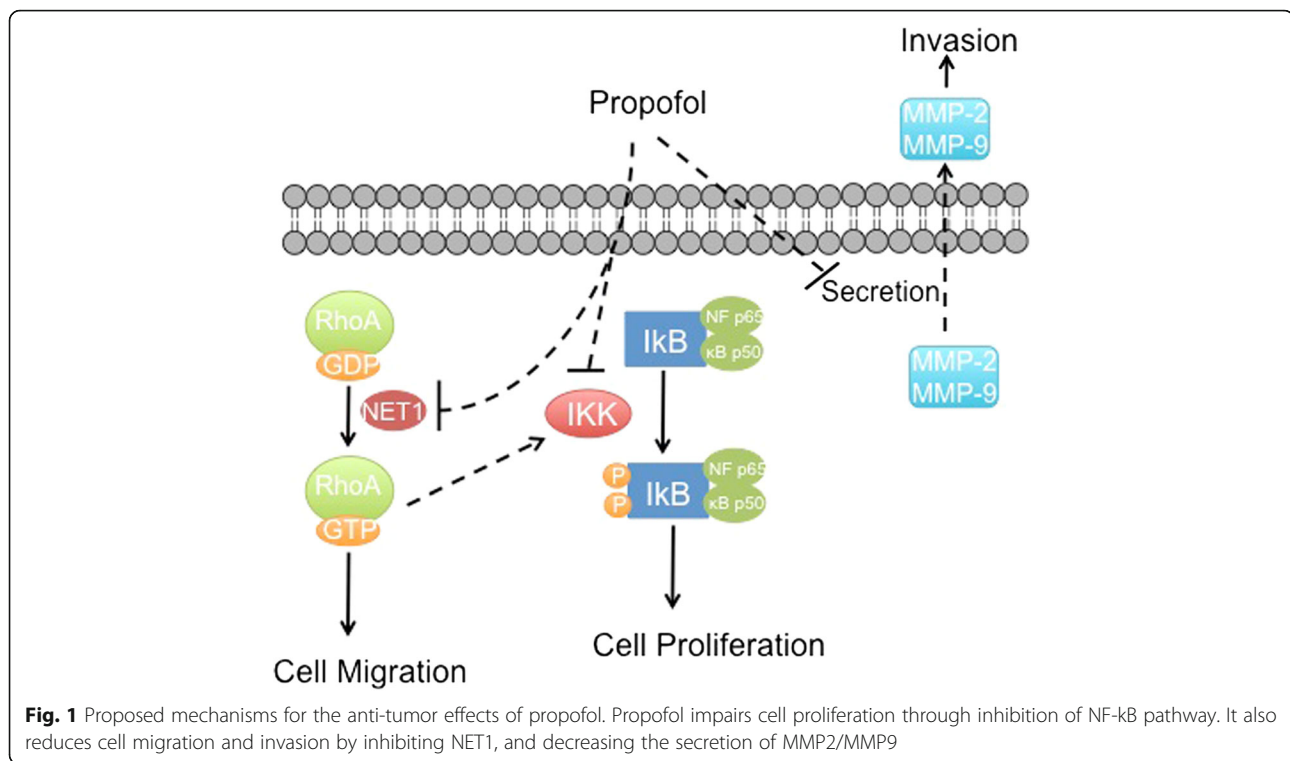 Invasion
MMP-2
MMP-9
Propofol
Secretion
MMP-2
MMP-9
RhoA
GDP
NET1
RhoA
GTP
Cell Migration
IKK
IkB
NF p65
κB p50
P
P
IkB
NF p65
κB p50
Cell Proliferation
Fig. 1 Proposed mechanisms for the anti-tumor effects of propofol. Propofol impairs cell proliferation through inhibition of NF-kB pathway. It also
reduces cell migration and invasion by inhibiting NET1, and decreasing the secretion of MMP2/MMP9